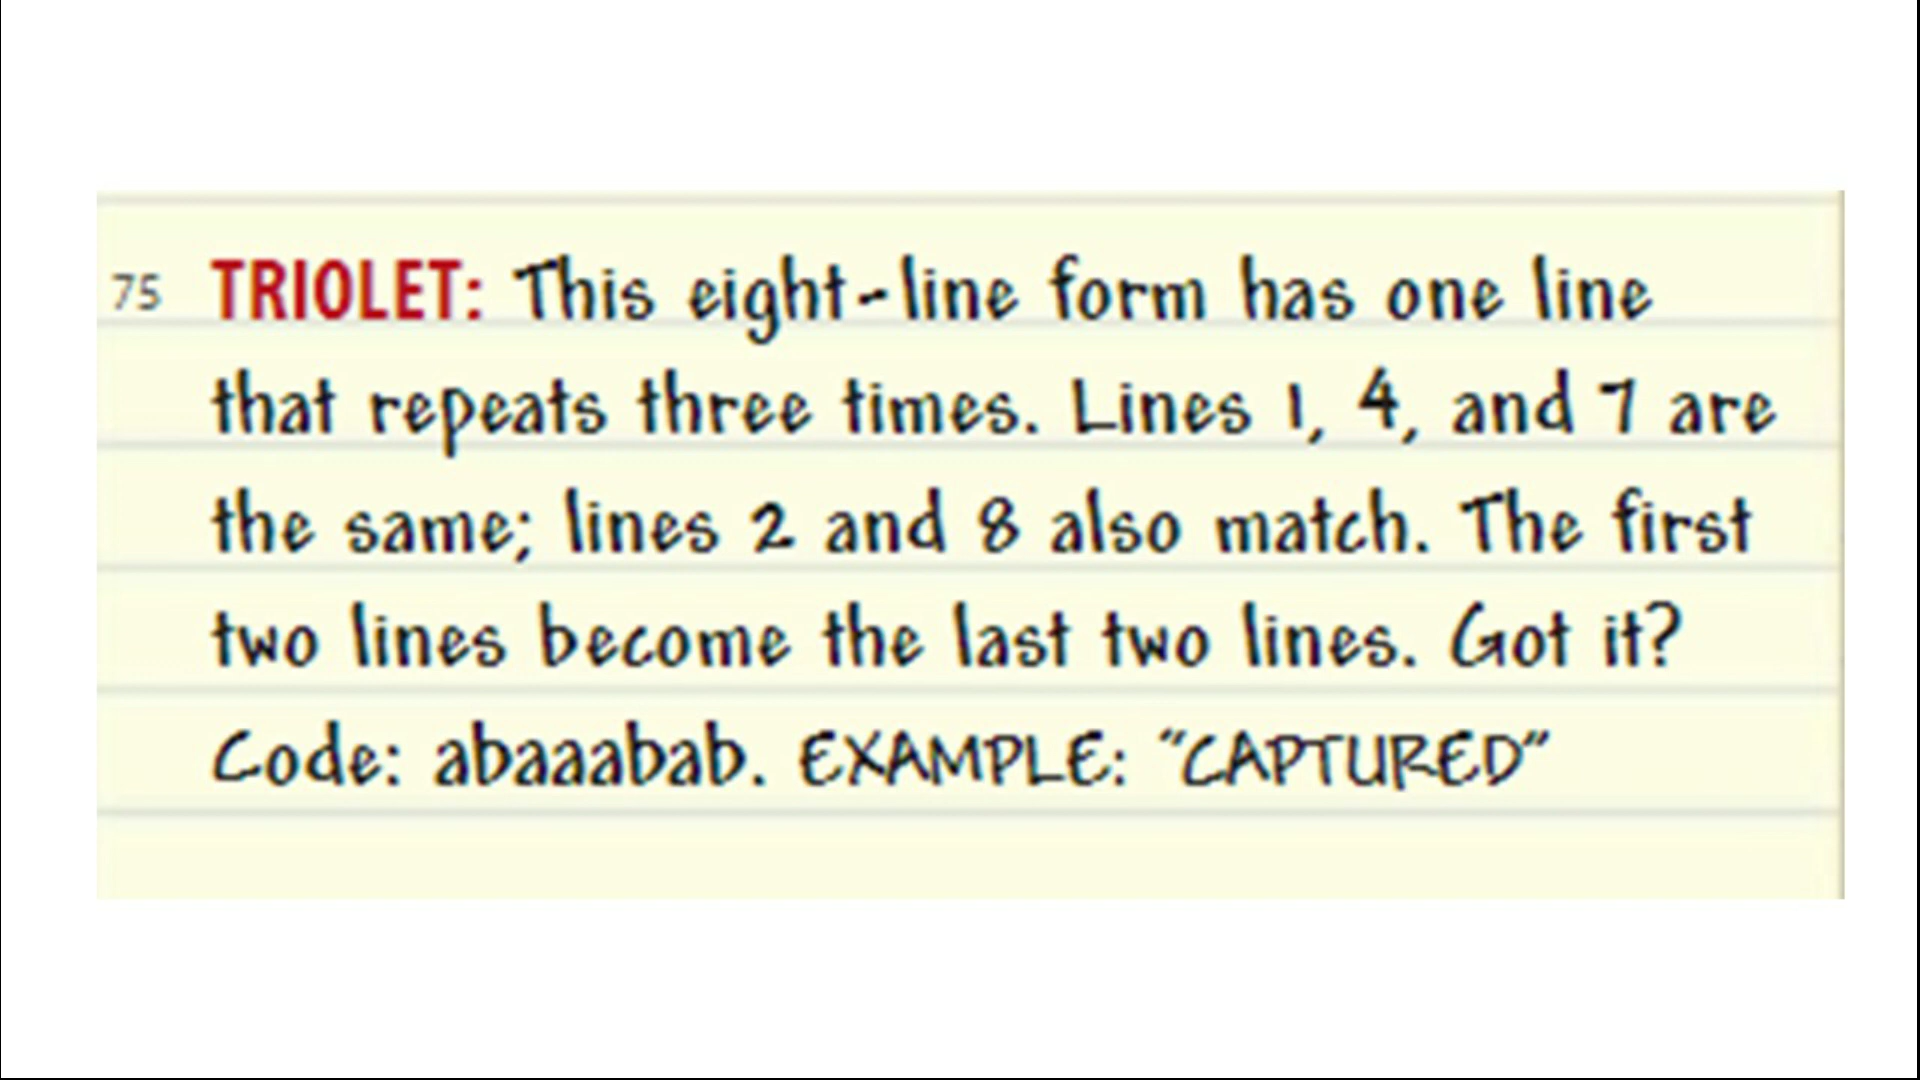 75 TRIOLET: This eight-line form has one line
that repeats three times. Lines 1, 4, and 7 are
the same; lines 2 and 8 also match. The first
two lines become the last two lines. Got it?
Code: abaaabab. EXAMPLE: “CAPTURED”